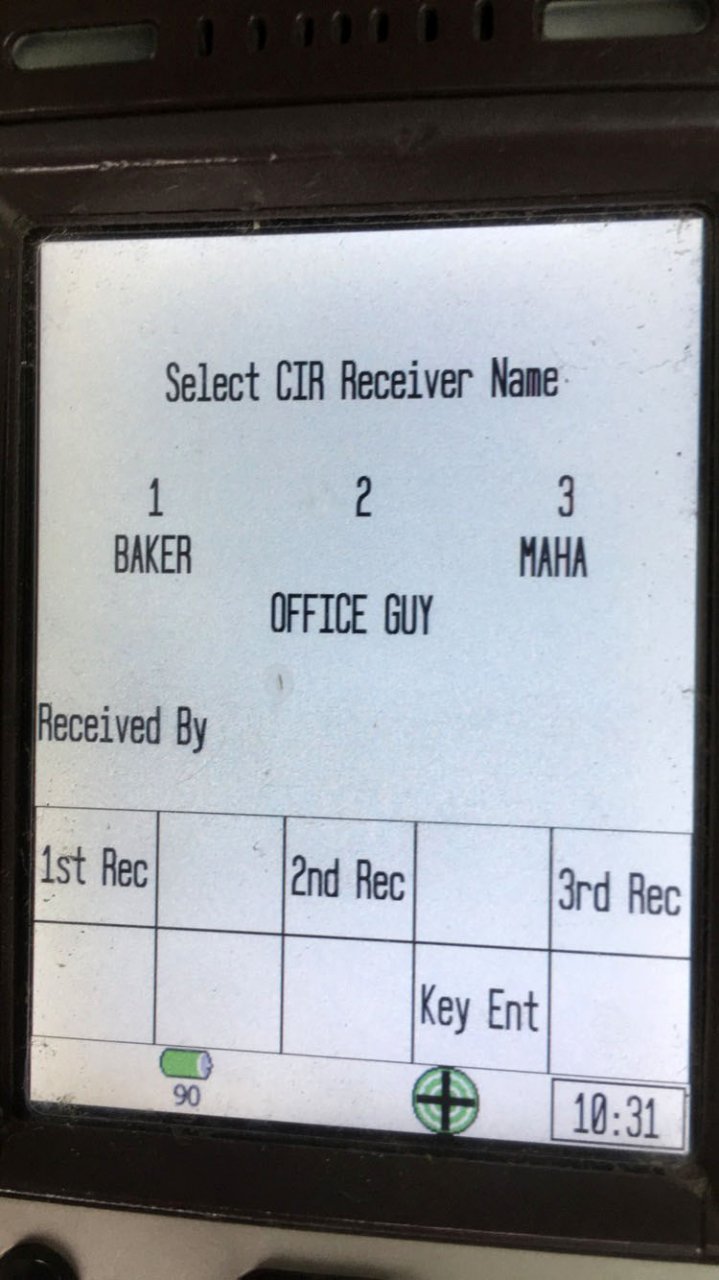 Select CIR Receiver Name
1 2 3
BAKER MAHA
OFFICE GUY
Received By
1st Rec 2nd Rec 3rd Rec
Key Ent
90 10:31